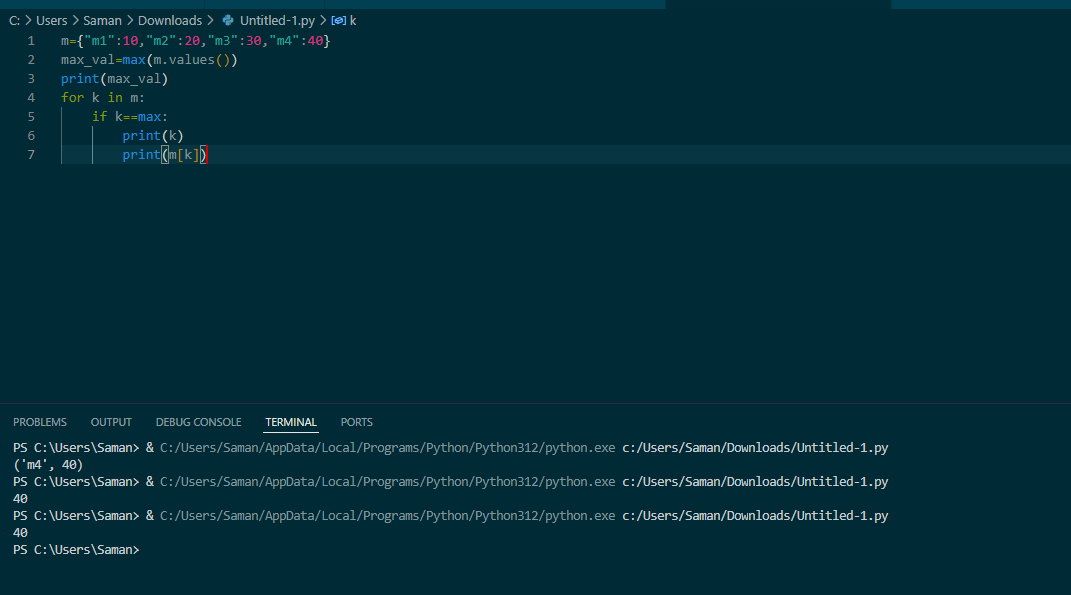 C: > Users > Saman > Downloads > Untitled-1.py > k
1 m={"m1":10,"m2":20,"m3":30,"m4":40}
2 max_val=max(m.values())
3 print(max_val)
4 for k in m:
5     if k==max:
6         print(k)
7         print(m[k])
PROBLEMS OUTPUT DEBUG CONSOLE TERMINAL PORTS
PS C:\Users\Saman> & C:/Users/Saman/AppData/Local/Programs/Python/Python312/python.exe c:/Users/Saman/Downloads/Untitled-1.py
('m4', 40)
PS C:\Users\Saman> & C:/Users/Saman/AppData/Local/Programs/Python/Python312/python.exe c:/Users/Saman/Downloads/Untitled-1.py
40
PS C:\Users\Saman> & C:/Users/Saman/AppData/Local/Programs/Python/Python312/python.exe c:/Users/Saman/Downloads/Untitled-1.py
40
PS C:\Users\Saman>